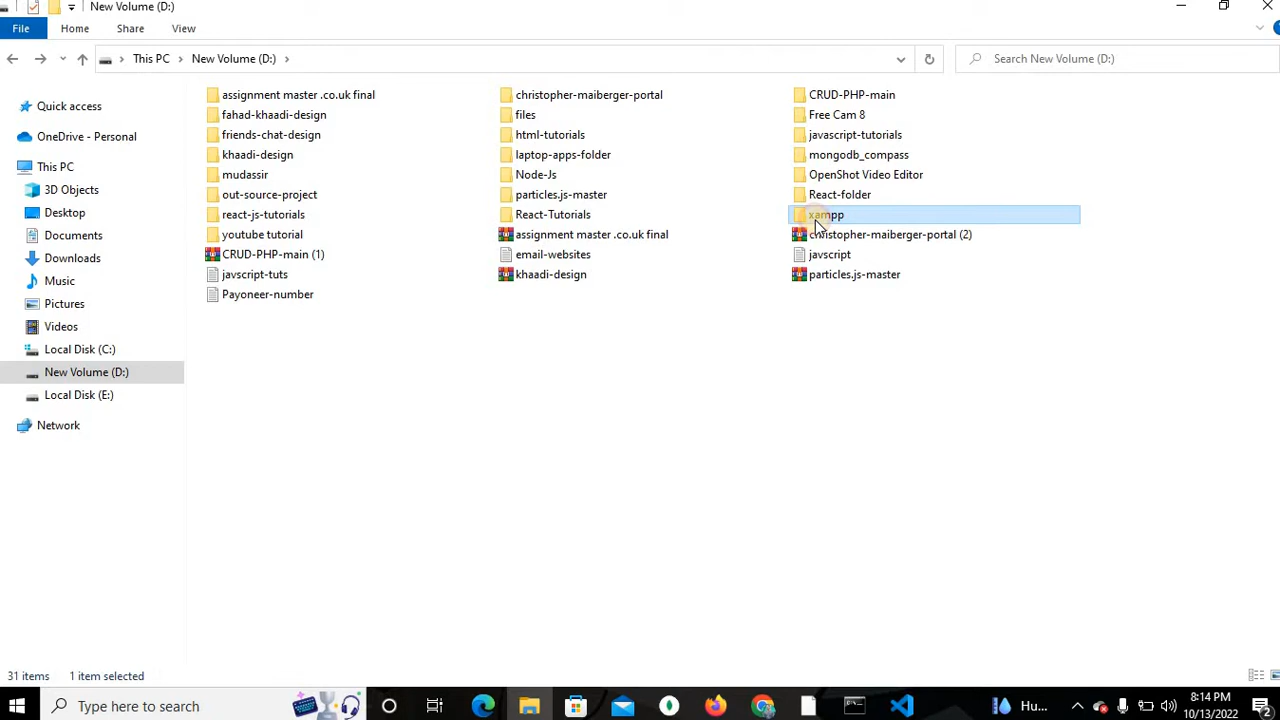 New Volume (D:)
File Home Share View
This PC New Volume (D:) Search New Volume (D:)
Quick access
OneDrive - Personal
This PC
3D Objects
Desktop
Documents
Downloads
Music
Pictures
Videos
Local Disk (C:)
New Volume (D:)
Local Disk (E:)
Network
assignment master .co.uk final christopher-maiberger-portal CRUD-PHP-main
fahad-khaadi-design files Free Cam 8
friends-chat-design html-tutorials javascript-tutorials
khaadi-design laptop-apps-folder mongodb_compass
mudassir Node-Js OpenShot Video Editor
out-source-project particles.js-master React-folder
react-js-tutorials React-Tutorials xampp
youtube tutorial assignment master .co.uk final christopher-maiberger-portal (2)
CRUD-PHP-main (1) email-websites javscript
javscript-tuts khaadi-design particles.js-master
Payoneer-number
31 items 1 item selected
Type here to search Hu... 8:14 PM
10/13/2022 2